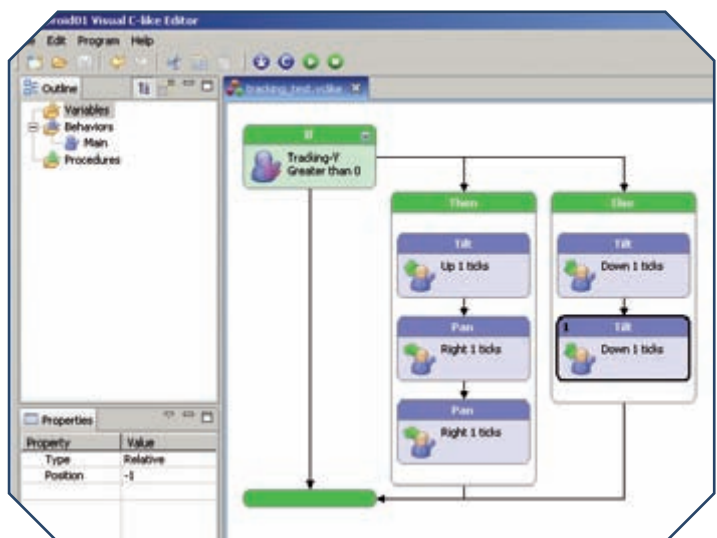 Visual C-like Editor
Edit Program Help
Outline
tracking_test.vclike
Variables
Behaviors
Main
Procedures
If
Tracking-Y
Greater than 0
Then
Else
Tilt
Up 1 ticks
Tilt
Down 1 ticks
Pan
Right 1 ticks
1 Tilt
Down 1 ticks
Pan
Right 1 ticks
Properties
Property Value
Type Relative
Position -1